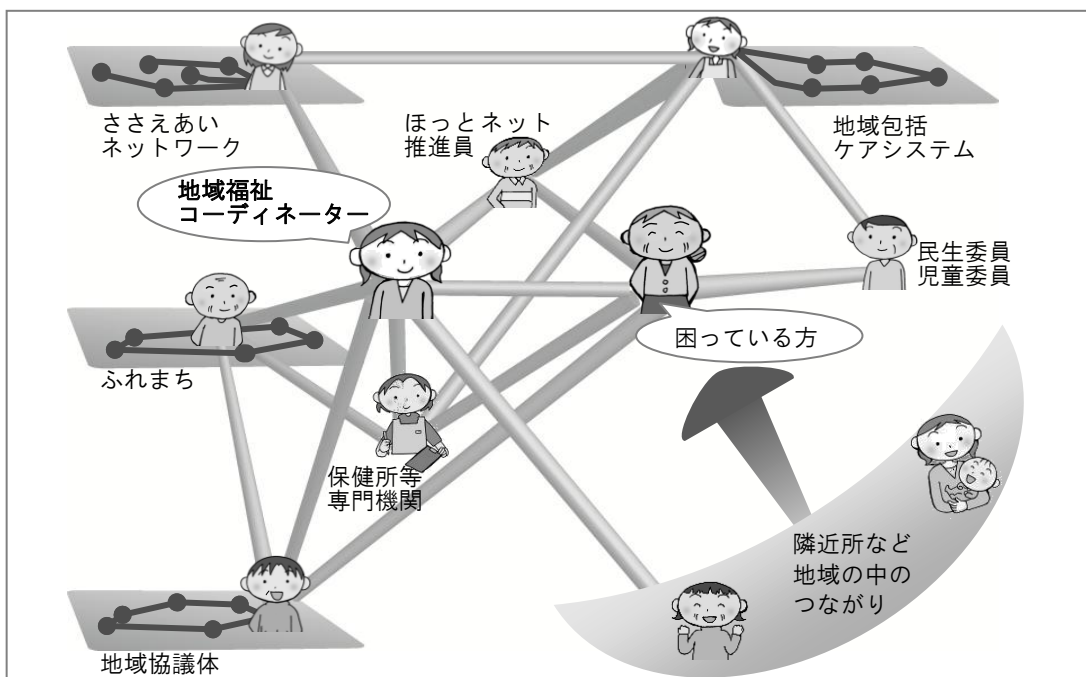 ささえあい
ネットワーク
ほっとネット
推進員
地域包括
ケアシステム
地域福祉
コーディネーター
民生委員
児童委員
困っている方
ふれまち
保健所等
専門機関
隣近所など
地域の中の
つながり
地域協議体